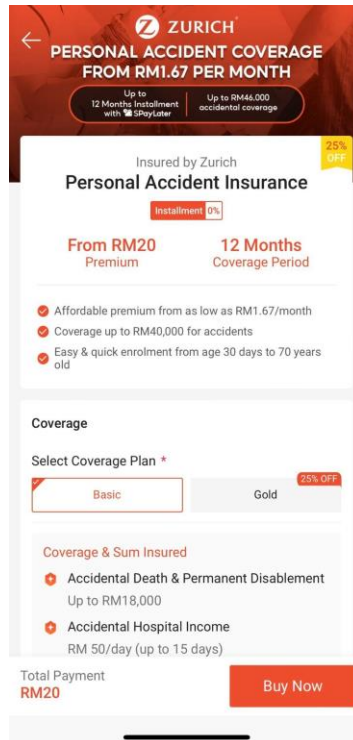 ZURICH
PERSONAL ACCIDENT COVERAGE
FROM RM1.67 PER MONTH
Up to
12 Months Installment
with SPayLater
Up to RM46,000
accidental coverage
25%
OFF
Insured by Zurich
Personal Accident Insurance
Installment 0%
From RM20
Premium
12 Months
Coverage Period
Affordable premium from as low as RM1.67/month
Coverage up to RM40,000 for accidents
Easy & quick enrolment from age 30 days to 70 years
old
Coverage
Select Coverage Plan *
25% OFF
Basic
Gold
Coverage & Sum Insured
Accidental Death & Permanent Disablement
Up to RM18,000
Accidental Hospital Income
RM 50/day (up to 15 days)
Total Payment
RM20
Buy Now